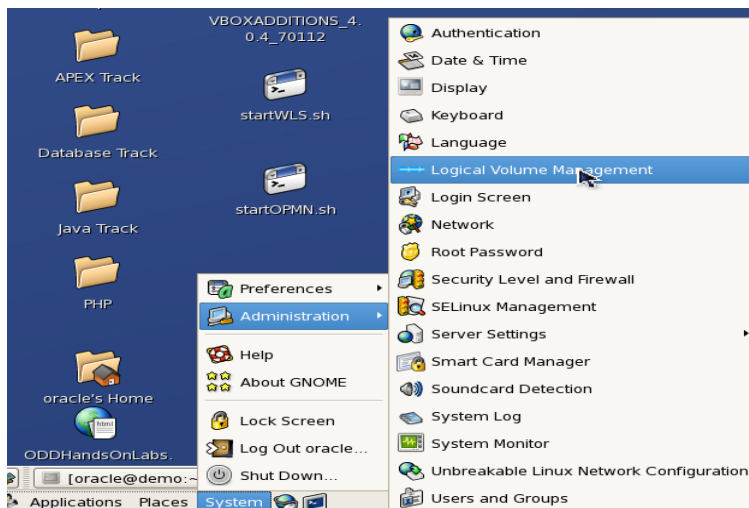 VBOXADDITIONS_4.
0.4_70112
APEX Track
startWLS.sh
Database Track
startOPMN.sh
Java Track
PHP
oracle's Home
html
ODDHandsOnLabs.
Preferences
Administration
Help
About GNOME
Lock Screen
Log Out oracle...
Shut Down...
Authentication
Date & Time
Display
Keyboard
Language
Logical Volume Management
Login Screen
Network
Root Password
Security Level and Firewall
SELinux Management
Server Settings
Smart Card Manager
Soundcard Detection
System Log
System Monitor
Unbreakable Linux Network Configuration
Users and Groups
[oracle@demo:~
Applications Places System